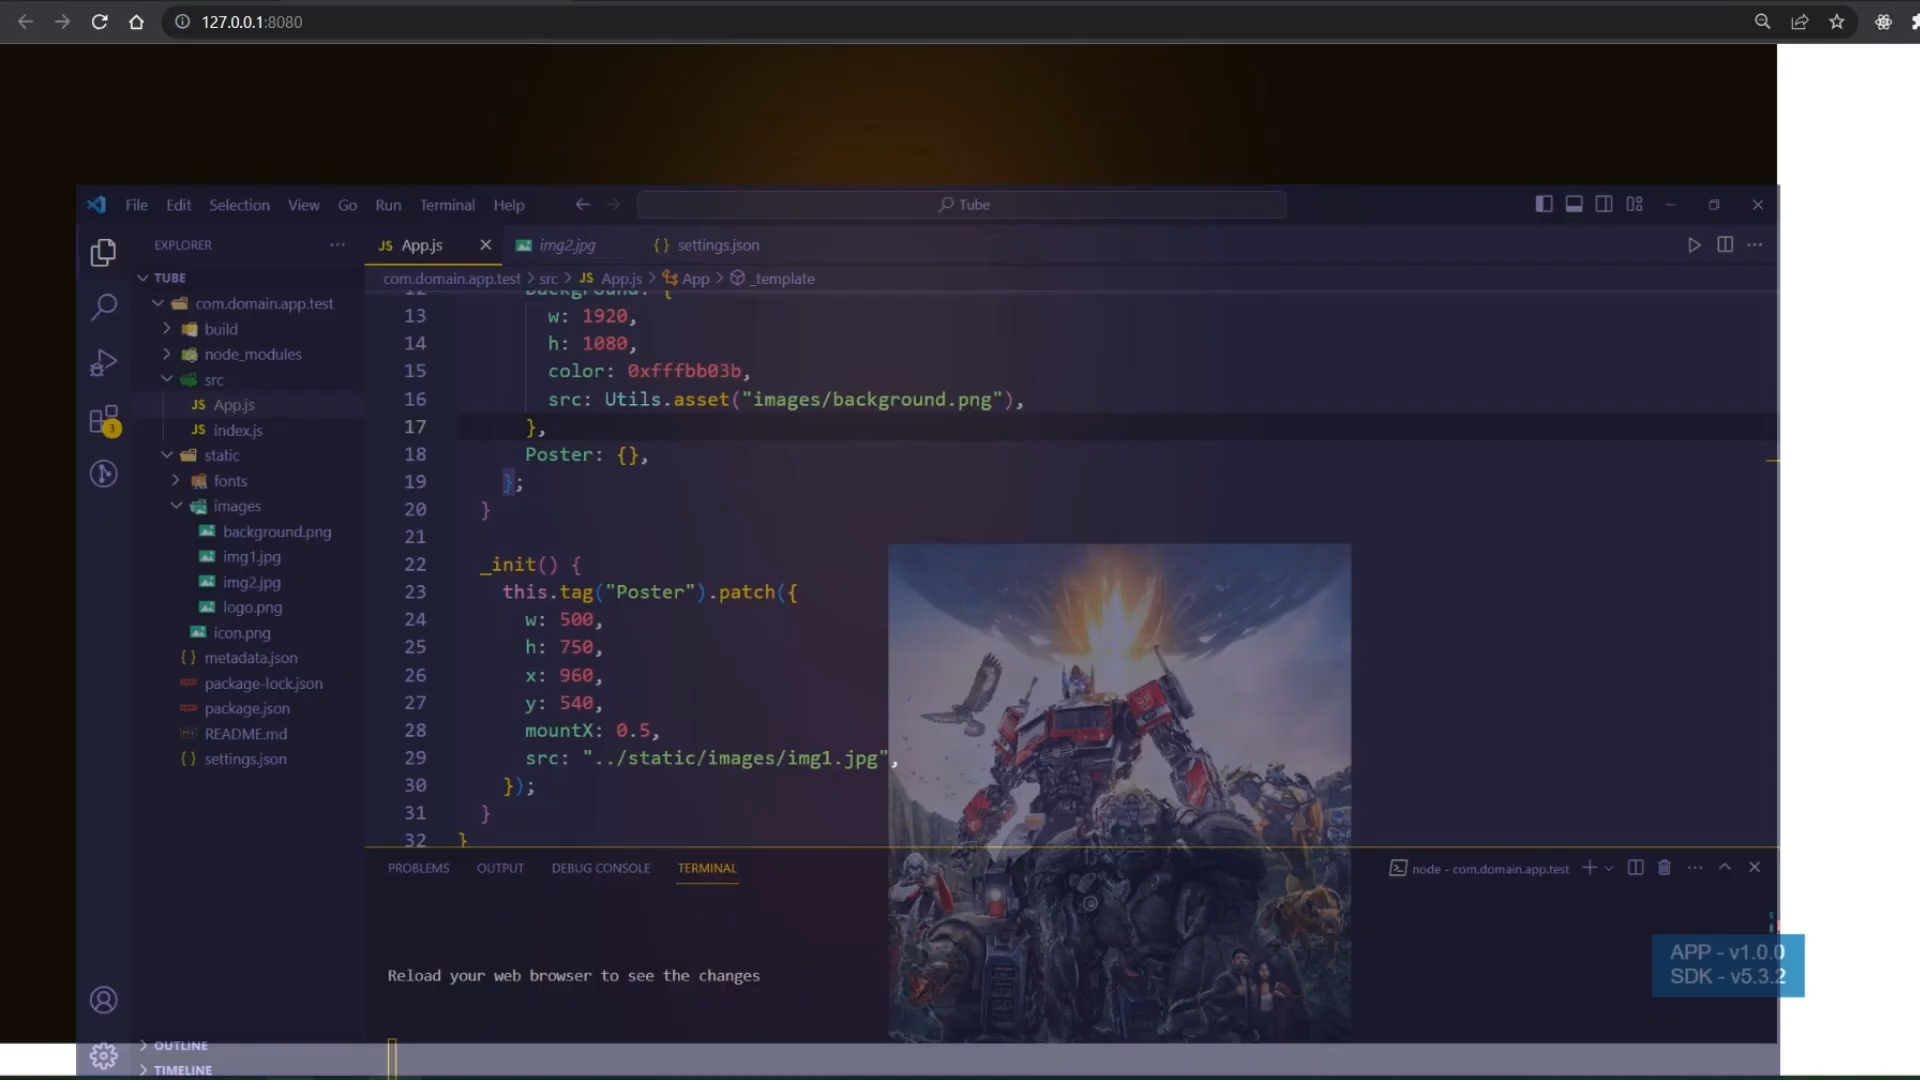 127.0.0.1:8080
File Edit Selection View Go Run Terminal Help
Tube
EXPLORER
App.js
img2.jpg
settings.json
TUBE
com.domain.app.test
build
node_modules
src
App.js
index.js
static
fonts
images
background.png
img1.jpg
img2.jpg
logo.png
icon.png
metadata.json
package-lock.json
package.json
README.md
settings.json
OUTLINE
TIMELINE
3
com.domain.app.test > src > JS App.js > App > _template
12 Background: {
13 w: 1920,
14 h: 1080,
15 color: 0xfffbb03b,
16 src: Utils.asset("images/background.png"),
17 },
18 Poster: {},
19 };
20 }
21
22 _init() {
23 this.tag("Poster").patch({
24 w: 500,
25 h: 750,
26 x: 960,
27 y: 540,
28 mountX: 0.5,
29 src: "../static/images/img1.jpg",
30 });
31 }
32 }
PROBLEMS OUTPUT DEBUG CONSOLE TERMINAL
node - com.domain.app.test
Reload your web browser to see the changes
APP - v1.0.0
SDK - v5.3.2